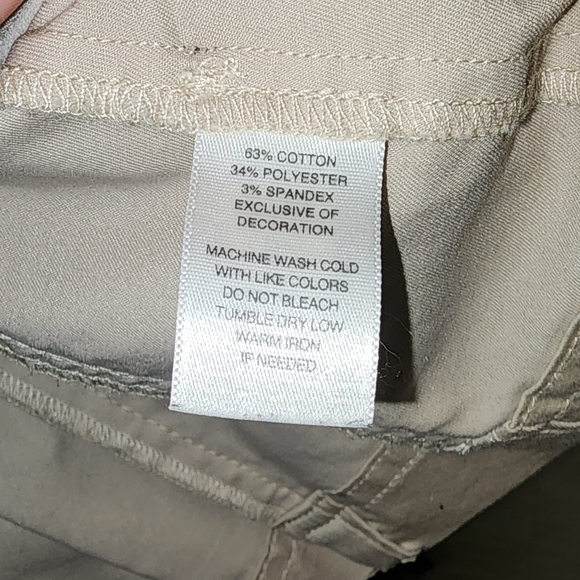 63% COTTON
34% POLYESTER
3% SPANDEX
EXCLUSIVE OF
DECORATION
MACHINE WASH COLD
WITH LIKE COLORS
DO NOT BLEACH
TUMBLE DRY LOW
WARM IRON
IF NEEDED